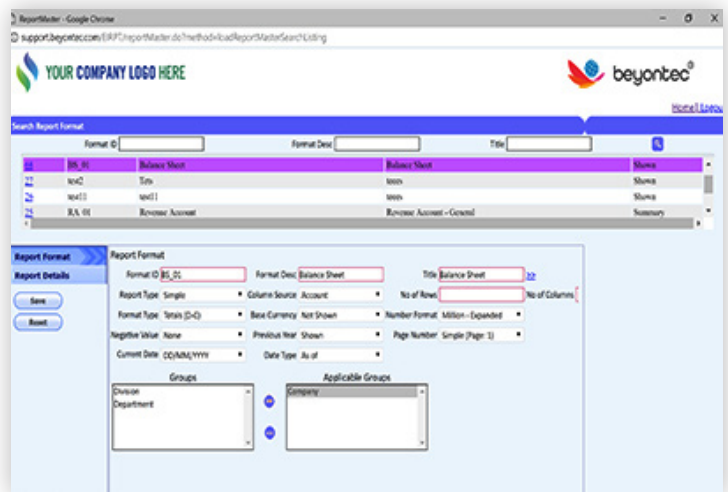 ReportMaster - Google Chrome
support.beyontec.com/EIRPT/reportMaster.do?method=loadReportMasterSearchListing
YOUR COMPANY LOGO HERE
beyontec
Home| Logou
Search Report Format
Format ID Format Desc Title
BS_01 Balance Sheet Balance Sheet Shown
test2 Tets Shown
26 test11 test11 Shown
25 RA_01 Revenue Account Revenue Account - General Summary
Report Format Report Format
Report Details Format ID BS_01 Format Desc Balance Sheet Title Balance Sheet >>
Save Report Type Simple Column Source Account No of Rows No of Columns
Reset Format Type Totals (D+C) Base Currency Not Shown Number Format Million - Expanded
Negative Value None Previous Year Shown Page Number Simple (Page: 1)
Current Date DD/MM/YYYY Date Type As of
Groups Applicable Groups
Division Company
Department